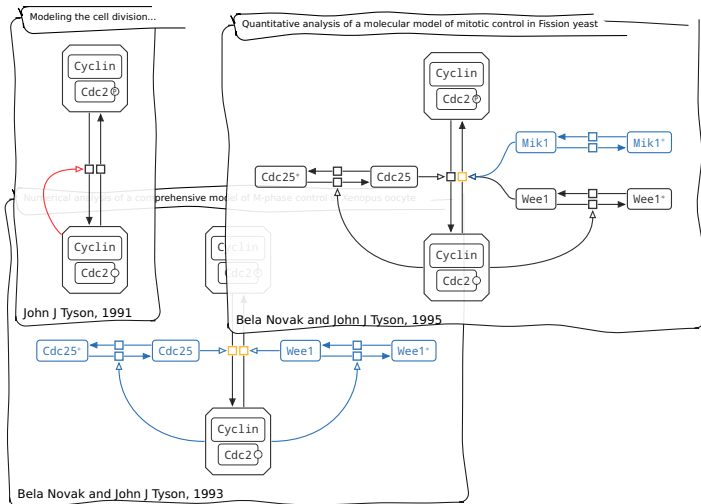 Modeling the cell division...
Cyclin
Cdc2 P
Cyclin
Cdc2
John J Tyson, 1991
Quantitative analysis of a molecular model of mitotic control in Fission yeast
Cyclin
Cdc2 P
Mik1
Mik1*
Cdc25*
Cdc25
Wee1
Wee1*
Cyclin
Cdc2
Bela Novak and John J Tyson, 1995
Numerical analysis of a comprehensive model of M-phase control in Xenopus oocyte
Cyclin
Cdc2
Cdc25*
Cdc25
Wee1
Wee1*
Cyclin
Cdc2
Bela Novak and John J Tyson, 1993